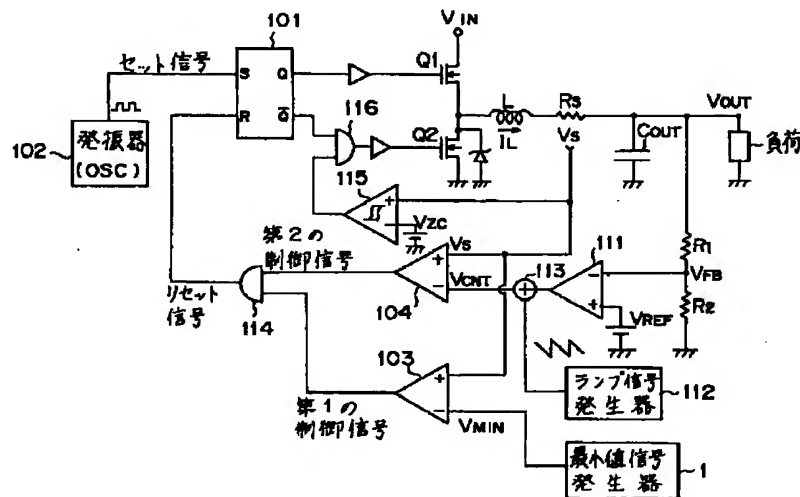 VIN
101
セット信号
S
Q
Q1
R
Q̅
116
102
発振器
(OSC)
Q2
L
IL
Rs
Vs
COUT
VOUT
負荷
115
+
-
VZC
第2の
制御信号
リセット
信号
114
Vs
+
VCNT
-
104
113
+
111
-
+
VREF
R1
VFB
R2
103
+
-
第1の
制御信号
VMIN
ランプ信号
発生器
112
最小値信号
発生器
1